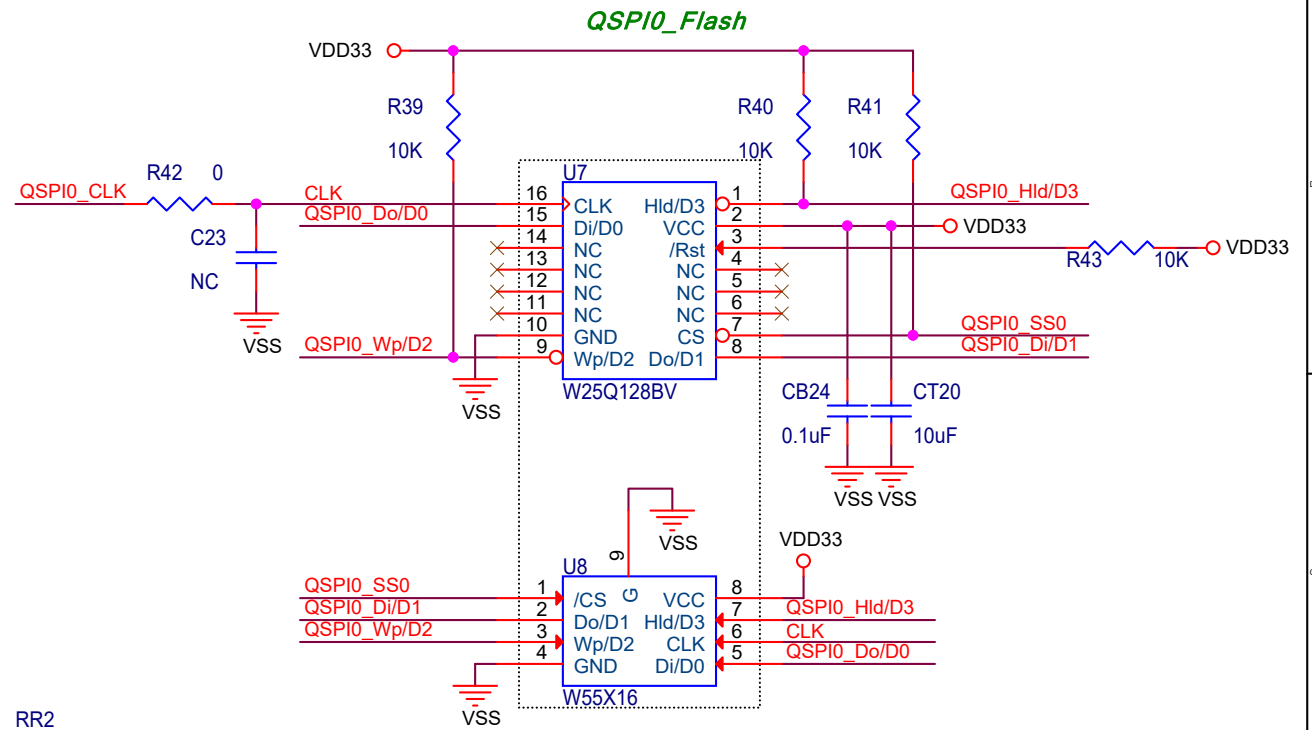 QSPI0_Flash
VDD33
R39
10K
R40
10K
R41
10K
R42 0
QSPI0_CLK
C23
NC
VSS
CLK
QSPI0_Do/D0
QSPI0_Wp/D2
VSS
U7
16 CLK Hld/D3 1
15 Di/D0 VCC 2
14 NC /Rst 3
13 NC NC 4
12 NC NC 5
11 NC NC 6
10 GND CS 7
9 Wp/D2 Do/D1 8
W25Q128BV
QSPI0_Hld/D3
VDD33
R43 10K VDD33
QSPI0_SS0
QSPI0_Di/D1
CB24 CT20
0.1uF 10uF
VSS VSS
VSS
9
VDD33
U8
G
QSPI0_SS0 1 /CS VCC 8
QSPI0_Di/D1 2 Do/D1 Hld/D3 7 QSPI0_Hld/D3
QSPI0_Wp/D2 3 Wp/D2 CLK 6 CLK
4 GND Di/D0 5 QSPI0_Do/D0
W55X16
VSS
RR2